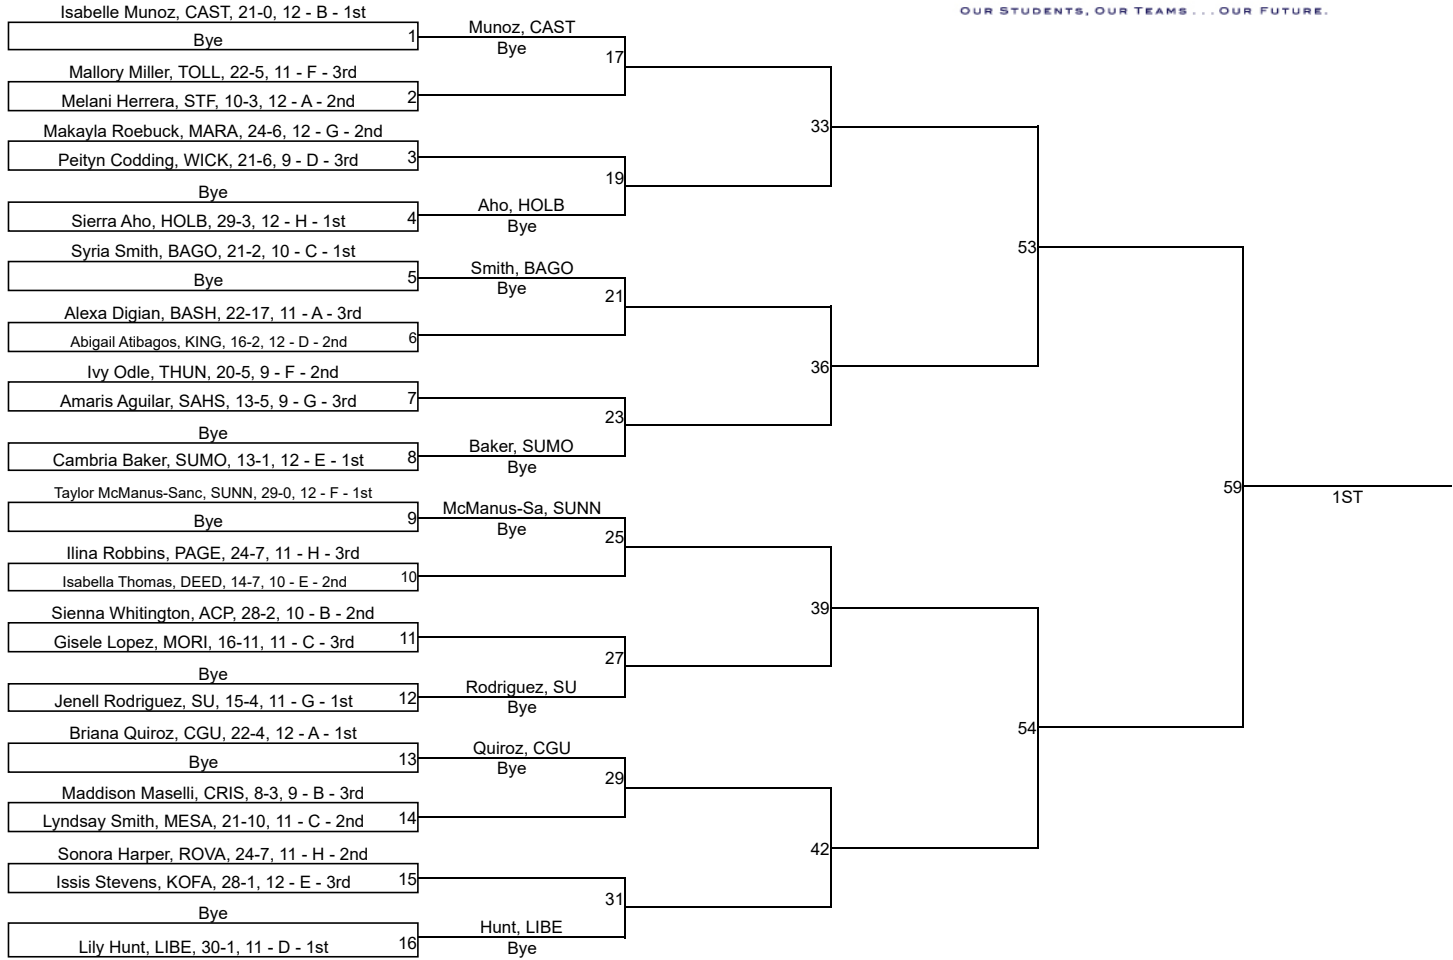 Isabelle Munoz, CAST, 21-0, 12 - B - 1st
OUR STUDENTS, OUR TEAMS . . . OUR FUTURE.
Bye
1
Munoz, CAST
Bye
17
Mallory Miller, TOLL, 22-5, 11 - F - 3rd
Melani Herrera, STF, 10-3, 12 - A - 2nd
2
33
Makayla Roebuck, MARA, 24-6, 12 - G - 2nd
Peityn Codding, WICK, 21-6, 9 - D - 3rd
3
19
Bye
Sierra Aho, HOLB, 29-3, 12 - H - 1st
4
Aho, HOLB
Bye
53
Syria Smith, BAGO, 21-2, 10 - C - 1st
Bye
5
Smith, BAGO
Bye
21
Alexa Digian, BASH, 22-17, 11 - A - 3rd
Abigail Atibagos, KING, 16-2, 12 - D - 2nd
6
36
Ivy Odle, THUN, 20-5, 9 - F - 2nd
Amaris Aguilar, SAHS, 13-5, 9 - G - 3rd
7
23
Bye
Cambria Baker, SUMO, 13-1, 12 - E - 1st
8
Baker, SUMO
Bye
59
1ST
Taylor McManus-Sanc, SUNN, 29-0, 12 - F - 1st
Bye
9
McManus-Sa, SUNN
Bye
25
Ilina Robbins, PAGE, 24-7, 11 - H - 3rd
Isabella Thomas, DEED, 14-7, 10 - E - 2nd
10
39
Sienna Whitington, ACP, 28-2, 10 - B - 2nd
Gisele Lopez, MORI, 16-11, 11 - C - 3rd
11
27
Bye
Jenell Rodriguez, SU, 15-4, 11 - G - 1st
12
Rodriguez, SU
Bye
54
Briana Quiroz, CGU, 22-4, 12 - A - 1st
Bye
13
Quiroz, CGU
Bye
29
Maddison Maselli, CRIS, 8-3, 9 - B - 3rd
Lyndsay Smith, MESA, 21-10, 11 - C - 2nd
14
42
Sonora Harper, ROVA, 24-7, 11 - H - 2nd
Issis Stevens, KOFA, 28-1, 12 - E - 3rd
15
31
Bye
Lily Hunt, LIBE, 30-1, 11 - D - 1st
16
Hunt, LIBE
Bye